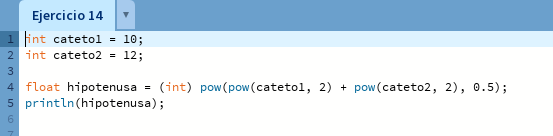 Ejercicio 14
1 int cateto1 = 10;
2 int cateto2 = 12;
3
4 float hipotenusa = (int) pow(pow(cateto1, 2) + pow(cateto2, 2), 0.5);
5 println(hipotenusa);
6
7